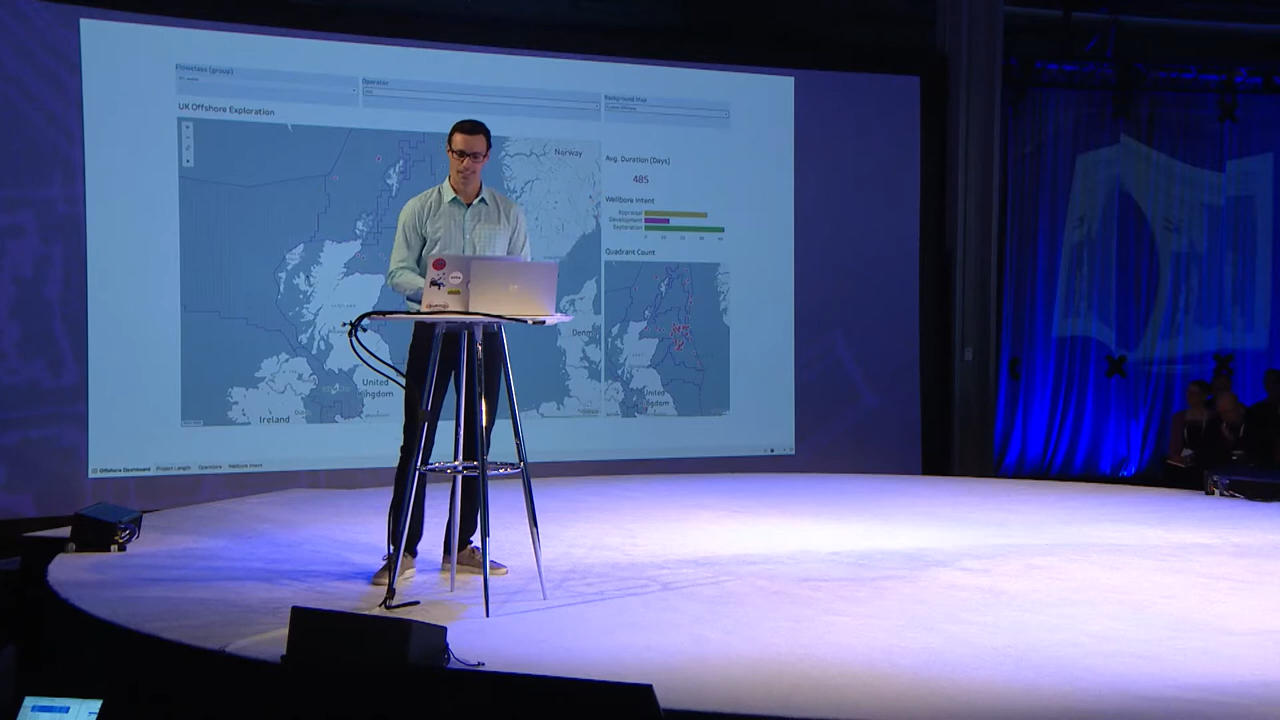 Flowclass (group)
Operator
Background Map
UK Offshore Exploration
Norway
Avg. Duration (Days)
485
Wellbore Intent
Appraisal
Development
Exploration
Quadrant Count
Denm
United
Kingdom
Ireland
United
Kingdom
Offshore Dashboard Project Length Operators Wellbore Intent